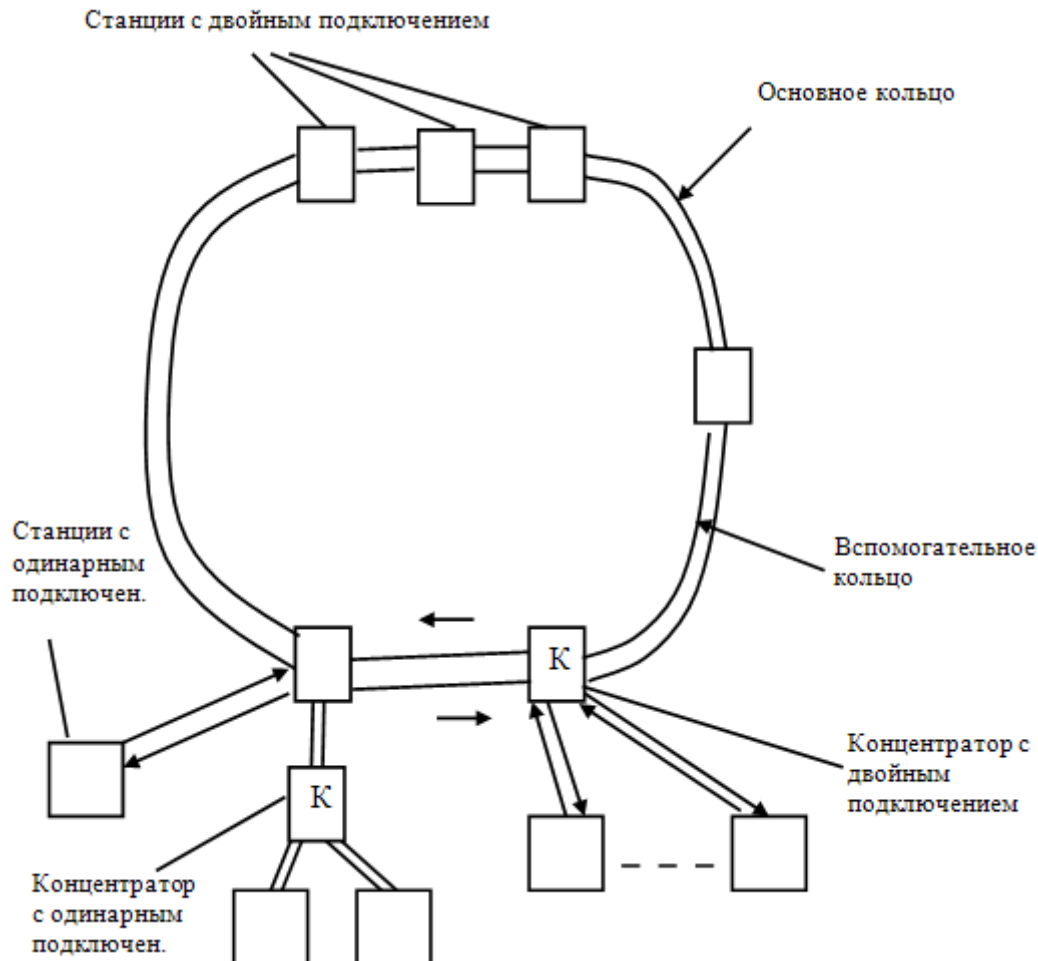 Станции с двойным подключением
Основное кольцо
Станции с
одинарным
подключен.
Вспомогательное
кольцо
К
Концентратор с
двойным
подключением
К
Концентратор
с одинарным
подключен.